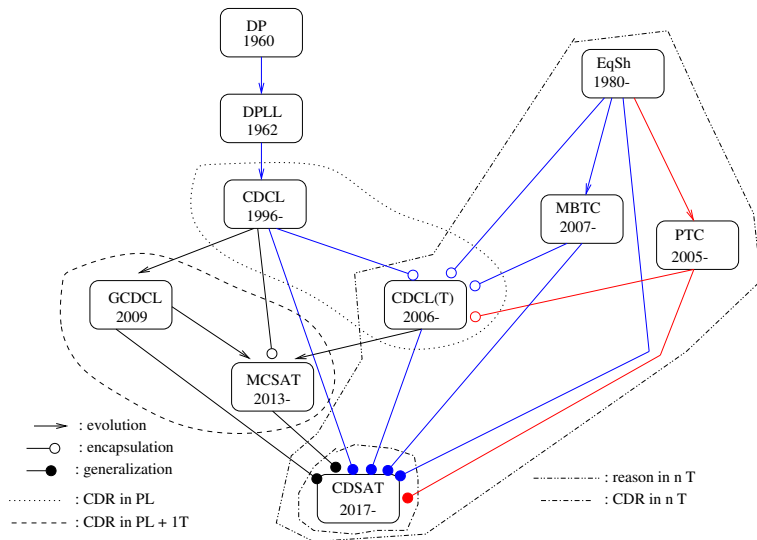 DP
1960
EqSh
1980-
DPLL
1962
CDCL
1996-
MBTC
2007-
PTC
2005-
GCDCL
2009
CDCL(T)
2006-
MCSAT
2013-
CDSAT
2017-
: evolution
: encapsulation
: generalization
: CDR in PL
: CDR in PL + 1T
: reason in n T
: CDR in n T